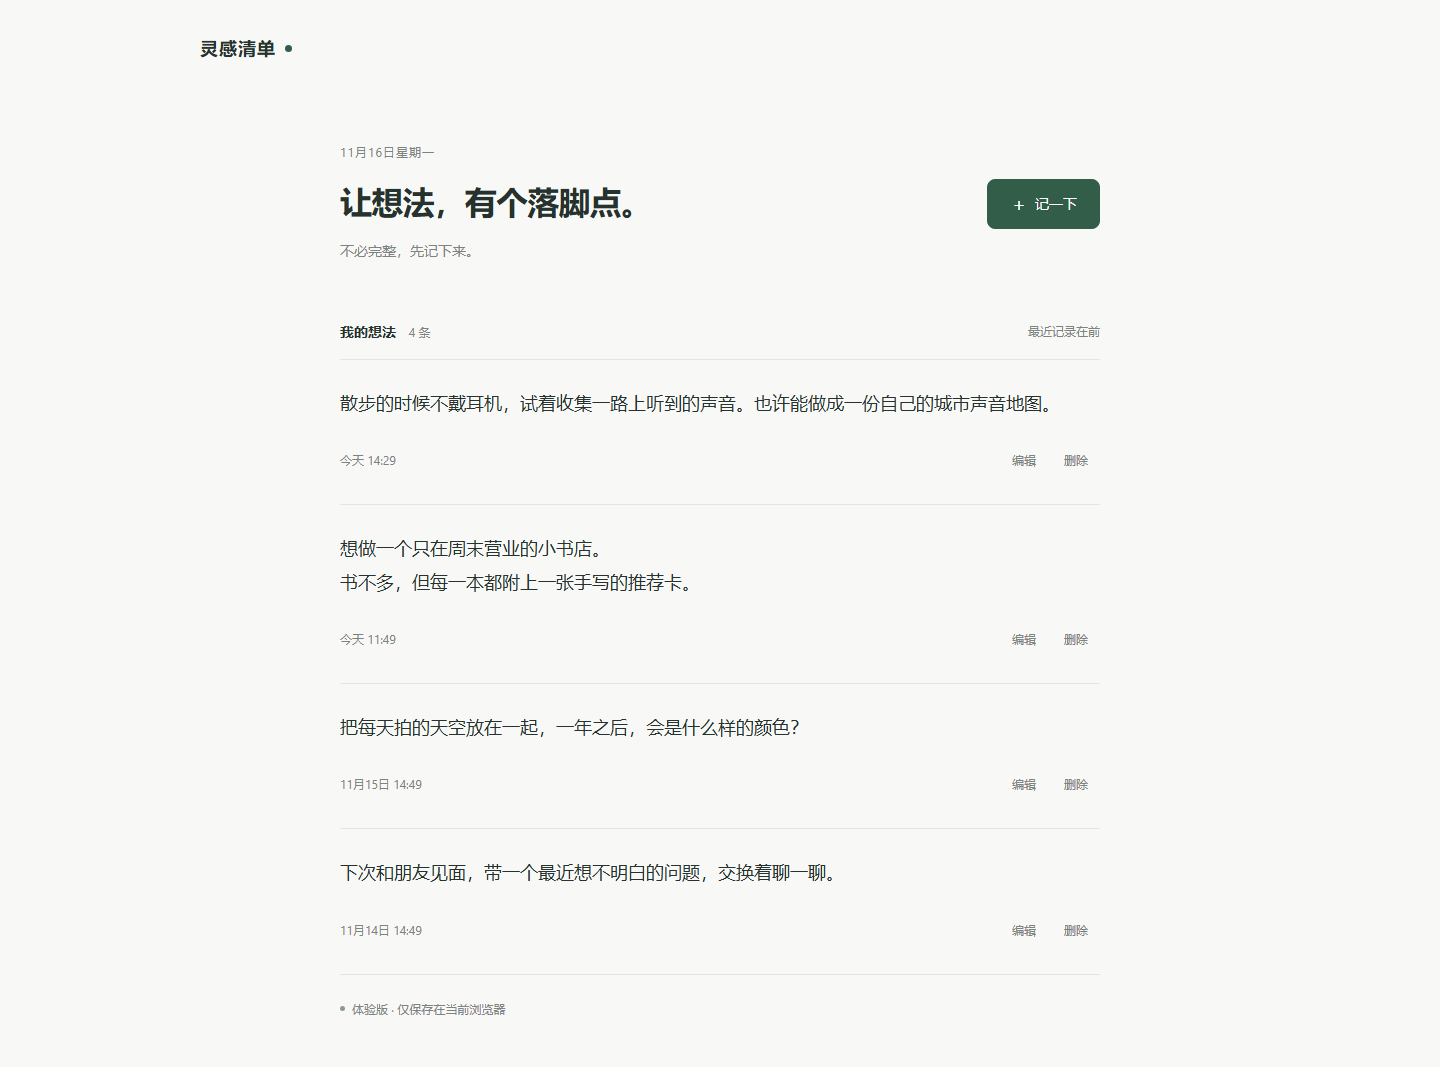 灵感清单
11月16日星期一
让想法，有个落脚点。
+ 记一下
不必完整，先记下来。
我的想法 4 条
最近记录在前
散步的时候不戴耳机，试着收集一路上听到的声音。也许能做成一份自己的城市声音地图。
今天 14:29
编辑 删除
想做一个只在周末营业的小书店。
书不多，但每一本都附上一张手写的推荐卡。
今天 11:49
编辑 删除
把每天拍的天空放在一起，一年之后，会是什么样的颜色？
11月15日 14:49
编辑 删除
下次和朋友见面，带一个最近想不明白的问题，交换着聊一聊。
11月14日 14:49
编辑 删除
体验版 · 仅保存在当前浏览器